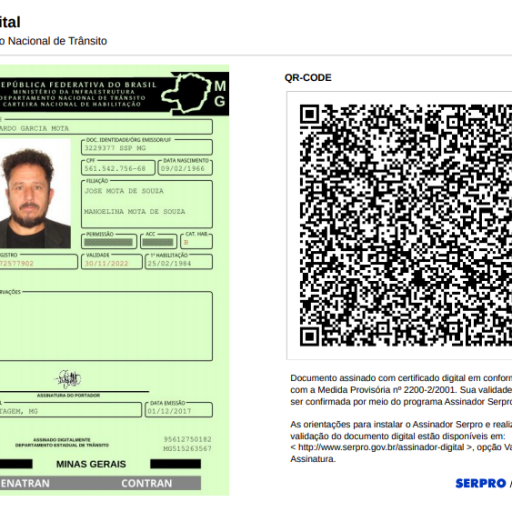 ital
o Nacional de Trânsito
EPÚBLICA FEDERATIVA DO BRASIL
MINISTÉRIO DA INFRAESTRUTURA
DEPARTAMENTO NACIONAL DE TRÂNSITO
CARTEIRA NACIONAL DE HABILITAÇÃO
M
G
E
ARDO GARCIA MOTA
DOC. IDENTIDADE/ÓRG EMISSOR/UF
3229377 SSP MG
CPF
DATA NASCIMENTO
561.542.756-68
09/02/1966
FILIAÇÃO
JOSE MOTA DE SOUZA
MANOELINA MOTA DE SOUZA
PERMISSÃO
ACC
CAT. HAB.
B
EGISTRO
VALIDADE
1ª HABILITAÇÃO
72577902
30/11/2022
25/02/1984
RVAÇÕES
ASSINATURA DO PORTADOR
DATA EMISSÃO
TAGEM, MG
01/12/2017
ASSINADO DIGITALMENTE
DEPARTAMENTO ESTADUAL DE TRÂNSITO
95612750182
MG515263567
MINAS GERAIS
ENATRAN
CONTRAN
QR-CODE
Documento assinado com certificado digital em conform
com a Medida Provisória nº 2200-2/2001. Sua validade
ser confirmada por meio do programa Assinador Serpro
As orientações para instalar o Assinador Serpro e realiz
validação do documento digital estão disponíveis em:
< http://www.serpro.gov.br/assinador-digital >, opção Va
Assinatura.
SERPRO /